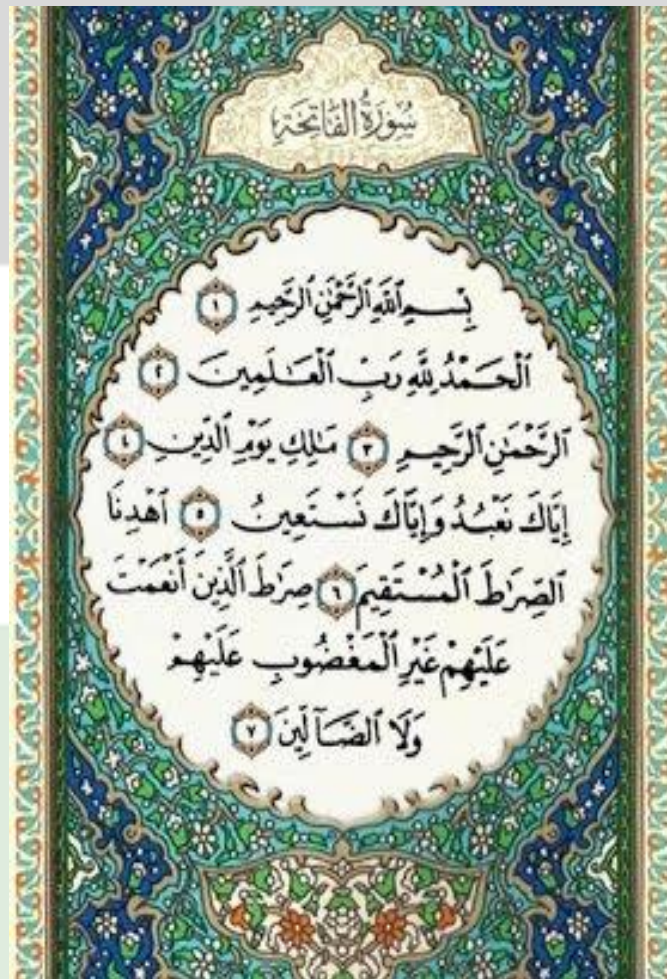 سُورَةُ الفَاتِحَةِ
بِسْمِ ٱللَّهِ ٱلرَّحْمَٰنِ ٱلرَّحِيمِ ١
ٱلْحَمْدُ لِلَّهِ رَبِّ ٱلْعَٰلَمِينَ ٢
ٱلرَّحْمَٰنِ ٱلرَّحِيمِ ٣ مَٰلِكِ يَوْمِ ٱلدِّينِ ٤
إِيَّاكَ نَعْبُدُ وَإِيَّاكَ نَسْتَعِينُ ٥ ٱهْدِنَا
ٱلصِّرَٰطَ ٱلْمُسْتَقِيمَ ٦ صِرَٰطَ ٱلَّذِينَ أَنْعَمْتَ
عَلَيْهِمْ غَيْرِ ٱلْمَغْضُوبِ عَلَيْهِمْ
وَلَا ٱلضَّآلِّينَ ٧